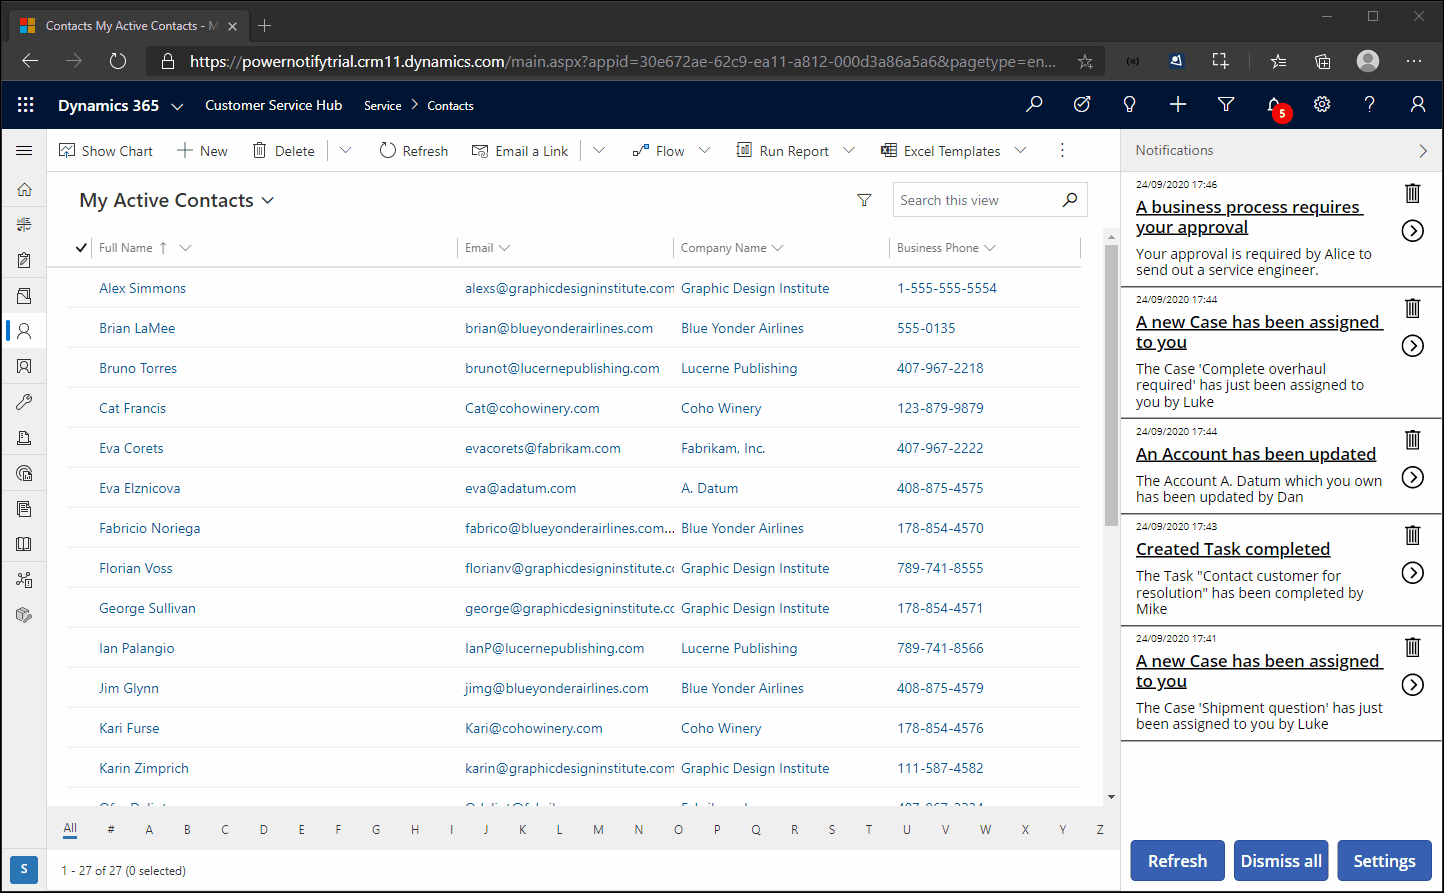 Contacts My Active Contacts - M
https://powernotifytrial.crm11.dynamics.com/main.aspx?appid=30e672ae-62c9-ea11-a812-000d3a86a5a6&pagetype=en...
Dynamics 365 Customer Service Hub Service > Contacts
5
Show Chart New Delete Refresh Email a Link Flow Run Report Excel Templates
My Active Contacts
Search this view
Full Name ↑ Email Company Name Business Phone
Alex Simmons alexs@graphicdesigninstitute.com Graphic Design Institute 1-555-555-5554
Brian LaMee brian@blueyonderairlines.com Blue Yonder Airlines 555-0135
Bruno Torres brunot@lucernepublishing.com Lucerne Publishing 407-967-2218
Cat Francis Cat@cohowinery.com Coho Winery 123-879-9879
Eva Corets evacorets@fabrikam.com Fabrikam, Inc. 407-967-2222
Eva Elznicova eva@adatum.com A. Datum 408-875-4575
Fabricio Noriega fabrico@blueyonderairlines.com... Blue Yonder Airlines 178-854-4570
Florian Voss florianv@graphicdesigninstitute.co Graphic Design Institute 789-741-8555
George Sullivan george@graphicdesigninstitute.co Graphic Design Institute 178-854-4571
Ian Palangio IanP@lucernepublishing.com Lucerne Publishing 789-741-8566
Jim Glynn jimg@blueyonderairlines.com Blue Yonder Airlines 408-875-4579
Kari Furse Kari@cohowinery.com Coho Winery 178-854-4576
Karin Zimprich karin@graphicdesigninstitute.com Graphic Design Institute 111-587-4582
All # A B C D E F G H I J K L M N O P Q R S T U V W X Y Z
S
1 - 27 of 27 (0 selected)
Notifications
24/09/2020 17:46
A business process requires
your approval
Your approval is required by Alice to
send out a service engineer.
24/09/2020 17:44
A new Case has been assigned
to you
The Case 'Complete overhaul
required' has just been assigned to
you by Luke
24/09/2020 17:44
An Account has been updated
The Account A. Datum which you own
has been updated by Dan
24/09/2020 17:43
Created Task completed
The Task "Contact customer for
resolution" has been completed by
Mike
24/09/2020 17:41
A new Case has been assigned
to you
The Case 'Shipment question' has just
been assigned to you by Luke
Refresh Dismiss all Settings